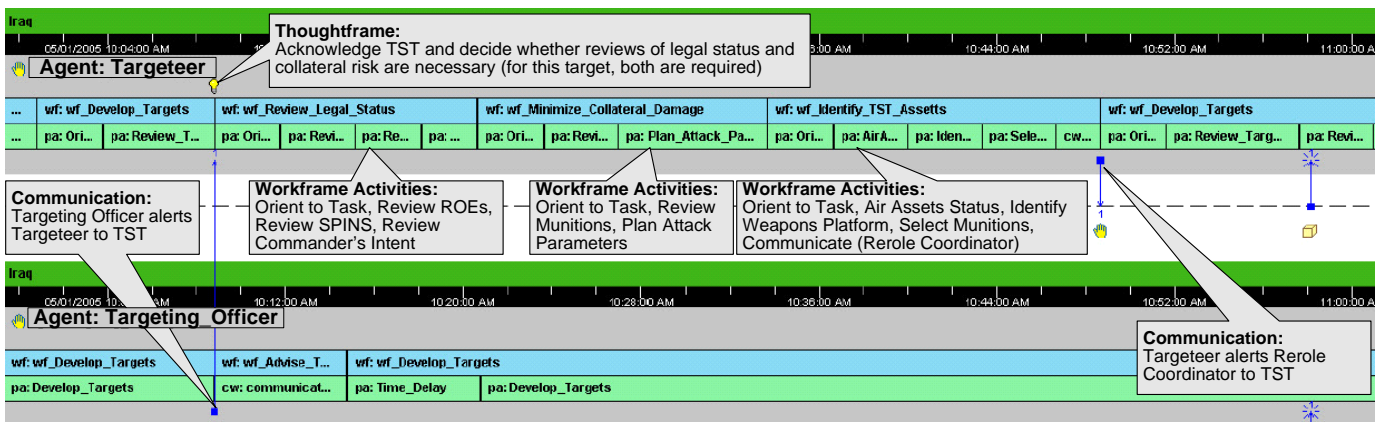 Iraq
05/01/2005 10:04:00 AM
10:44:00 AM
10:52:00 AM
11:00:00 A
Thoughtframe:
Acknowledge TST and decide whether reviews of legal status and
collateral risk are necessary (for this target, both are required)
Agent: Targeteer
... wf: wf_Develop_Targets wf: wf_Review_Legal_Status wf: wf_Minimize_Collateral_Damage wf: wf_Identify_TST_Assetts wf: wf_Develop_Targets
... pa: Ori... pa: Review_T... pa: Ori... pa: Revi... pa: Re... pa: ... pa: Ori... pa: Revi... pa: Plan_Attack_Pa... pa: Ori... pa: AirA... pa: Iden... pa: Sele... cw... pa: Ori... pa: Review_Targ... pa: Revi...
Communication:
Targeting Officer alerts
Targeteer to TST
Workframe Activities:
Orient to Task, Review ROEs,
Review SPINS, Review
Commander's Intent
Workframe Activities:
Orient to Task, Review
Munitions, Plan Attack
Parameters
Workframe Activities:
Orient to Task, Air Assets Status, Identify
Weapons Platform, Select Munitions,
Communicate (Rerole Coordinator)
Iraq
05/01/2005
10:12:00 AM
10:20:00 AM
10:28:00 AM
10:36:00 AM
10:44:00 AM
10:52:00 AM
11:00:00 A
Agent: Targeting_Officer
Communication:
Targeteer alerts Rerole
Coordinator to TST
wf: wf_Develop_Targets wf: wf_Advise_T... wf: wf_Develop_Targets
pa: Develop_Targets cw: communicat... pa: Time_Delay pa: Develop_Targets